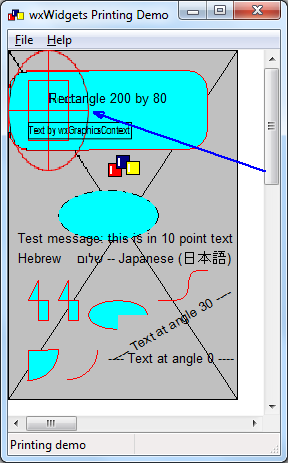 wxWidgets Printing Demo
File Help
Rectangle 200 by 80
Text by wxGraphicsContext
Test message: this is in 10 point text
Hebrew שלום -- Japanese (日本語)
---- Text at angle 30 ----
---- Text at angle 0 ----
Printing demo